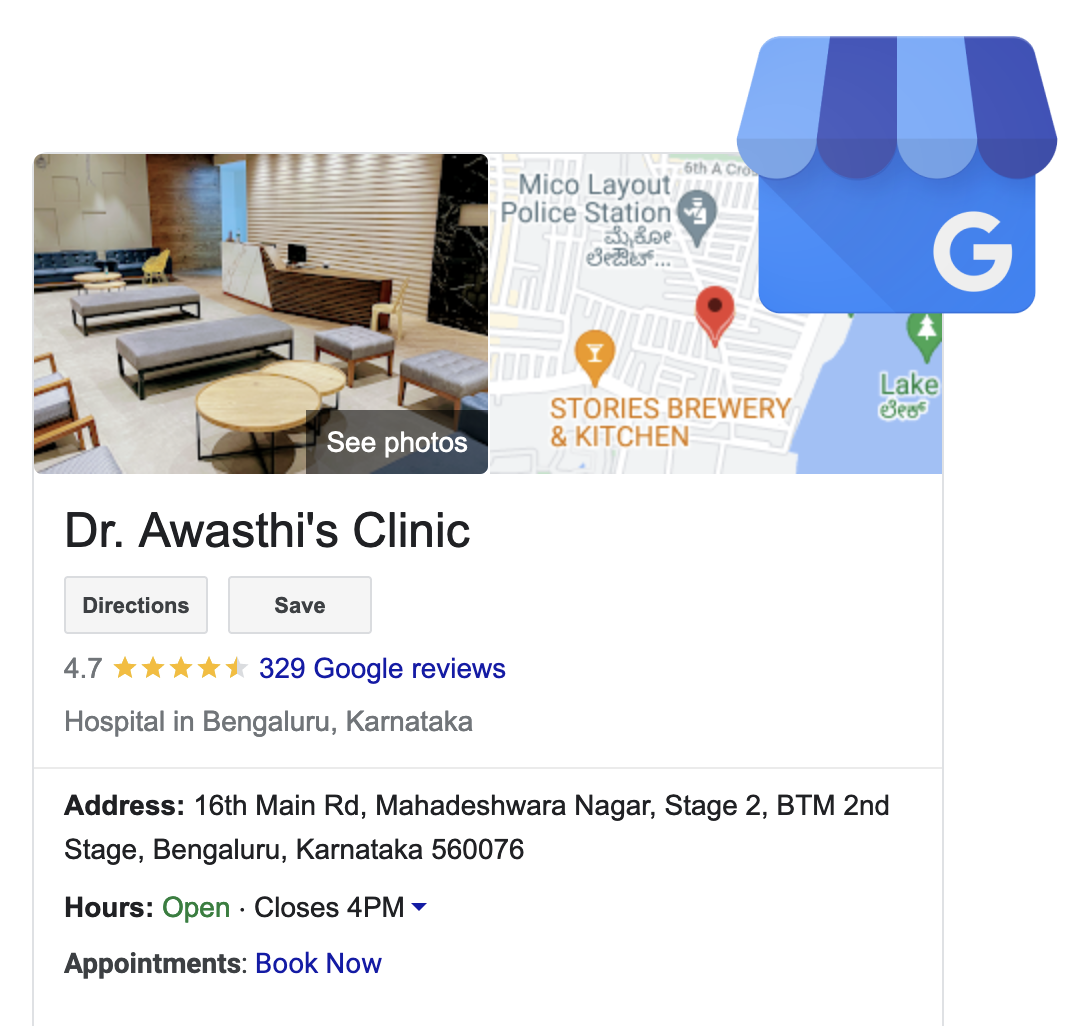 6th A Cros
Mico Layout
Police Station
ಮೈಕೋ
ಲೇಔಟ್...
G
STORIES BREWERY
& KITCHEN
Lake
ಲೇಕ್
See photos
Dr. Awasthi's Clinic
Directions Save
4.7 329 Google reviews
Hospital in Bengaluru, Karnataka
Address: 16th Main Rd, Mahadeshwara Nagar, Stage 2, BTM 2nd
Stage, Bengaluru, Karnataka 560076
Hours: Open · Closes 4PM
Appointments: Book Now